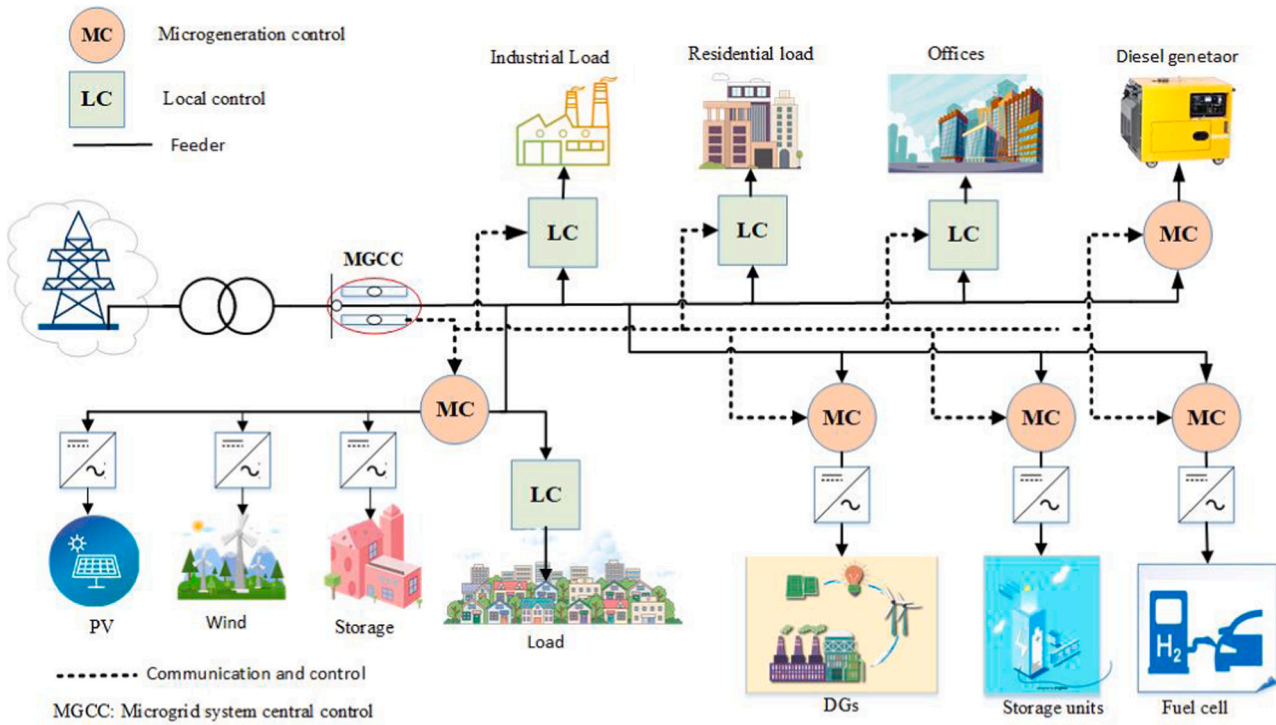 MC
Microgeneration control
LC
Local control
Feeder
Industrial Load
Residential load
Offices
Diesel genetaor
LC
LC
LC
MC
MGCC
MC
MC
MC
MC
LC
PV
Wind
Storage
Load
H2
DGs
Storage units
Fuel cell
Communication and control
MGCC: Microgrid system central control